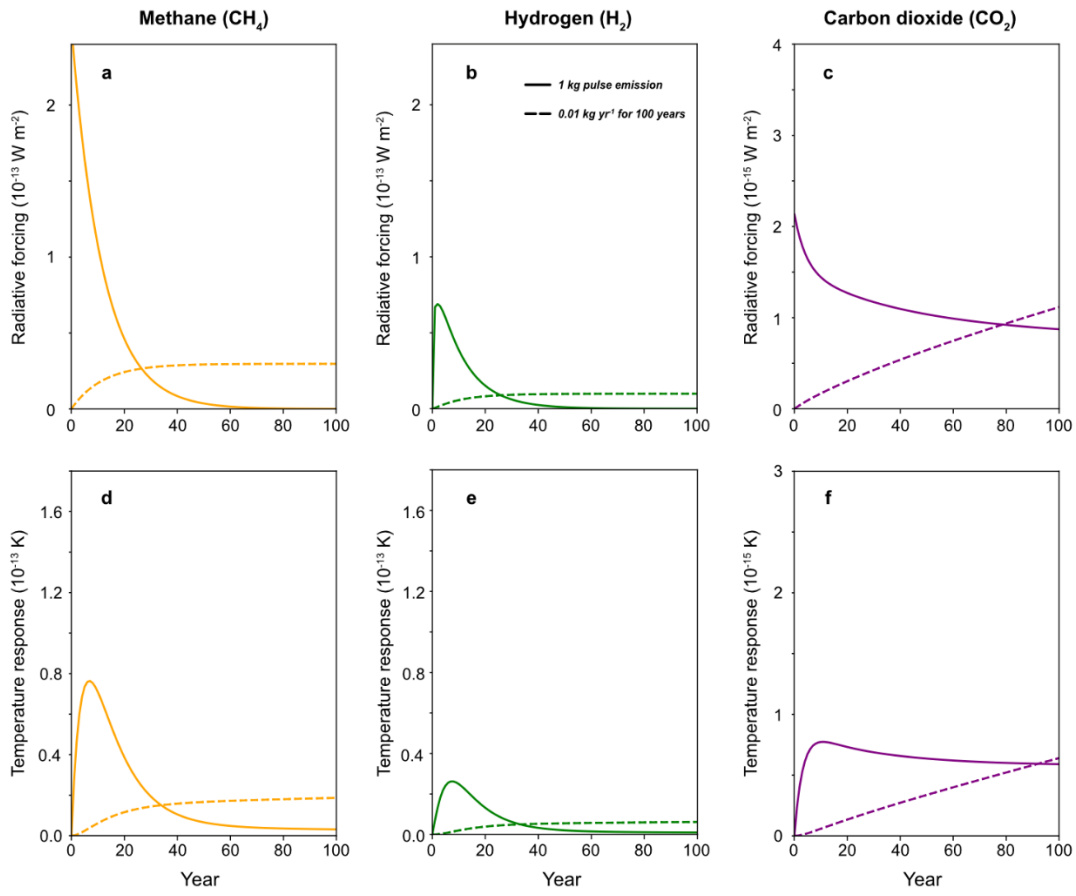 Methane (CH₄)
Hydrogen (H₂)
Carbon dioxide (CO₂)
a
b
c
1 kg pulse emission
0.01 kg yr⁻¹ for 100 years
Radiative forcing (10⁻¹³ W m⁻²)
2
1
0
0 20 40 60 80 100
Radiative forcing (10⁻¹³ W m⁻²)
2
1
0
0 20 40 60 80 100
Radiative forcing (10⁻¹⁵ W m⁻²)
4
3
2
1
0
0 20 40 60 80 100
d
e
f
Temperature response (10⁻¹³ K)
1.6
1.2
0.8
0.4
0.0
0 20 40 60 80 100
Year
Temperature response (10⁻¹³ K)
1.6
1.2
0.8
0.4
0.0
0 20 40 60 80 100
Year
Temperature response (10⁻¹⁵ K)
3
2
1
0
0 20 40 60 80 100
Year